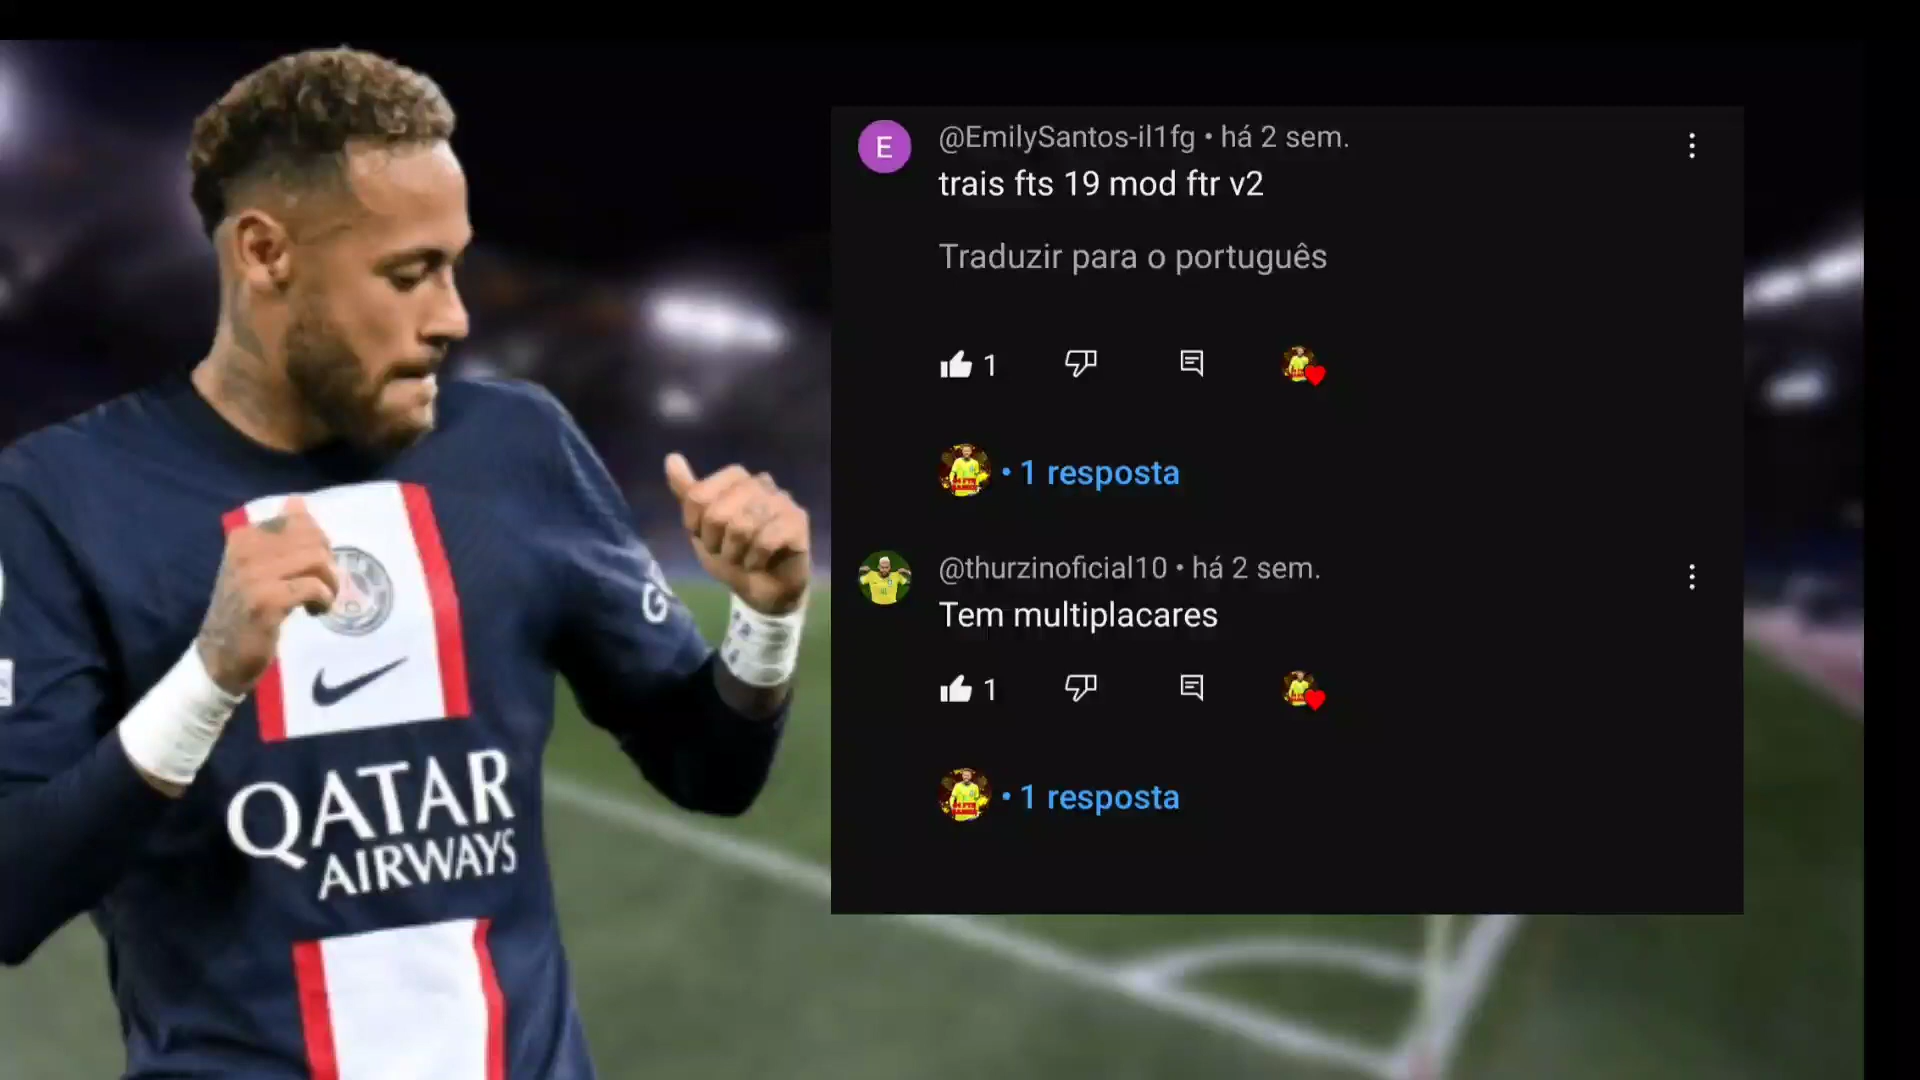 E
@EmilySantos-il1fg • há 2 sem.
trais fts 19 mod ftr v2
Traduzir para o português
1
• 1 resposta
@thurzinoficial10 • há 2 sem.
Tem multiplacares
1
• 1 resposta
QATAR
AIRWAYS